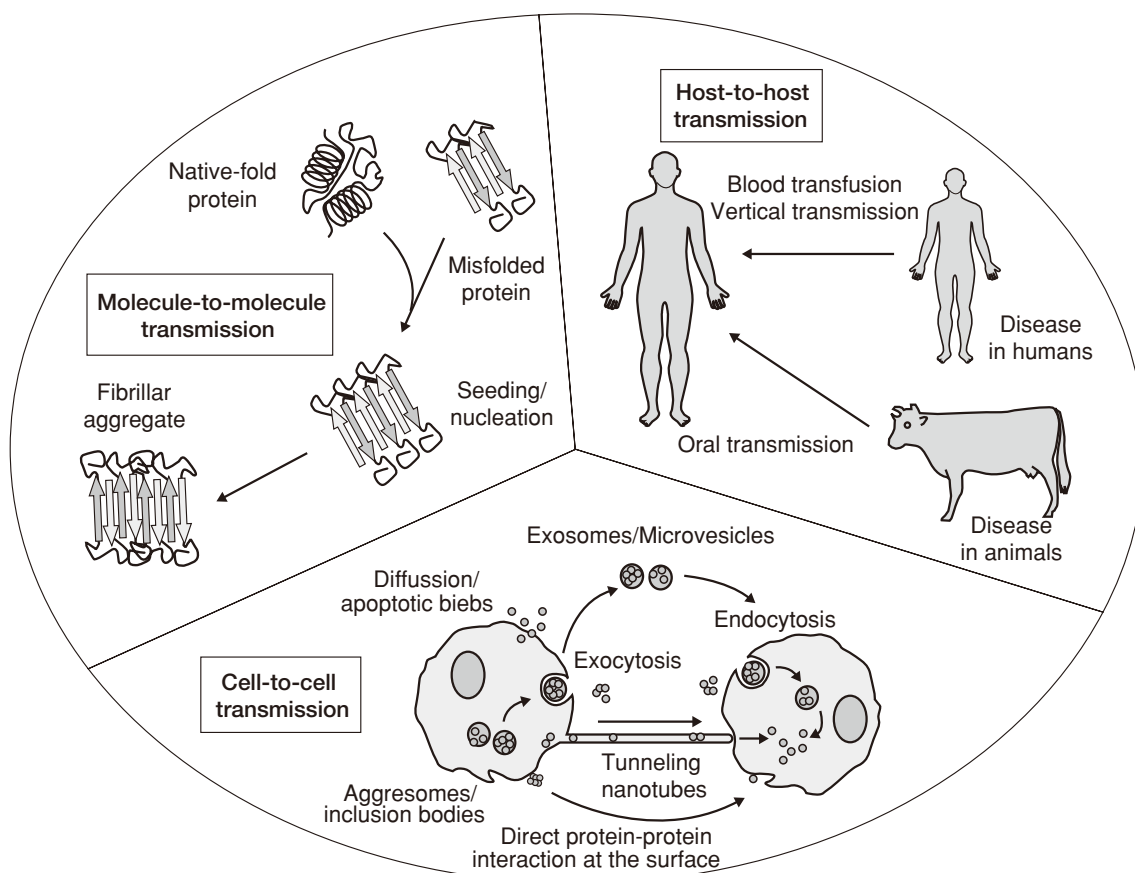 Host-to-host
transmission
Native-fold
protein
Blood transfusion
Vertical transmission
Misfolded
protein
Molecule-to-molecule
transmission
Disease
in humans
Fibrillar
aggregate
Seeding/
nucleation
Oral transmission
Disease
in animals
Exosomes/Microvesicles
Diffussion/
apoptotic biebs
Endocytosis
Exocytosis
Cell-to-cell
transmission
Tunneling
nanotubes
Aggresomes/
inclusion bodies
Direct protein-protein
interaction at the surface